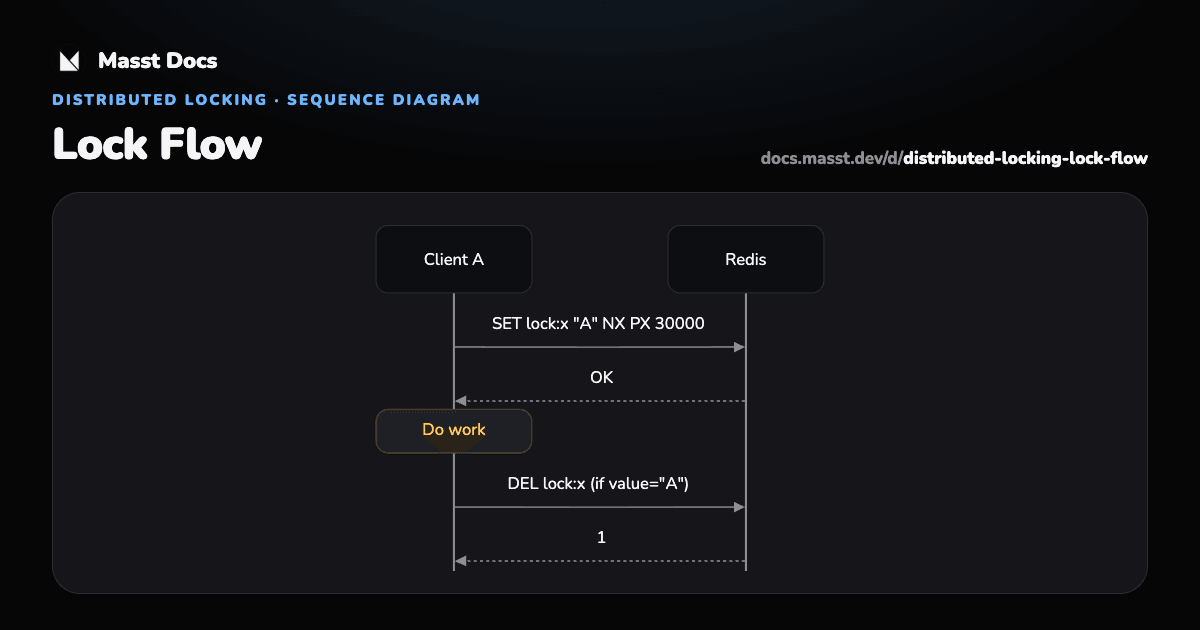 Masst Docs
DISTRIBUTED LOCKING · SEQUENCE DIAGRAM
Lock Flow
docs.masst.dev/d/distributed-locking-lock-flow
Client A
Redis
SET lock:x "A" NX PX 30000
OK
Do work
DEL lock:x (if value="A")
1